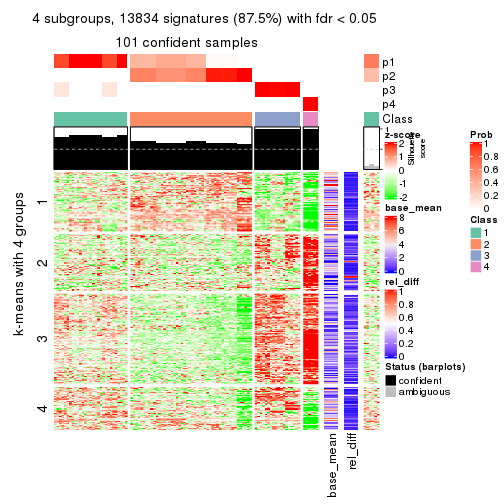 4 subgroups, 13834 signatures (87.5%) with fdr < 0.05
101 confident samples
p1
p2
p3
p4
Class
1
Silhouette
score
k-means with 4 groups
1
2
3
4
base_mean
rel_diff
z-score
2
1
0
-1
-2
base_mean
8
6
4
2
0
rel_diff
1
0.8
0.6
0.4
0.2
0
Status (barplots)
confident
ambiguous
Prob
1
0.8
0.6
0.4
0.2
0
Class
1
2
3
4